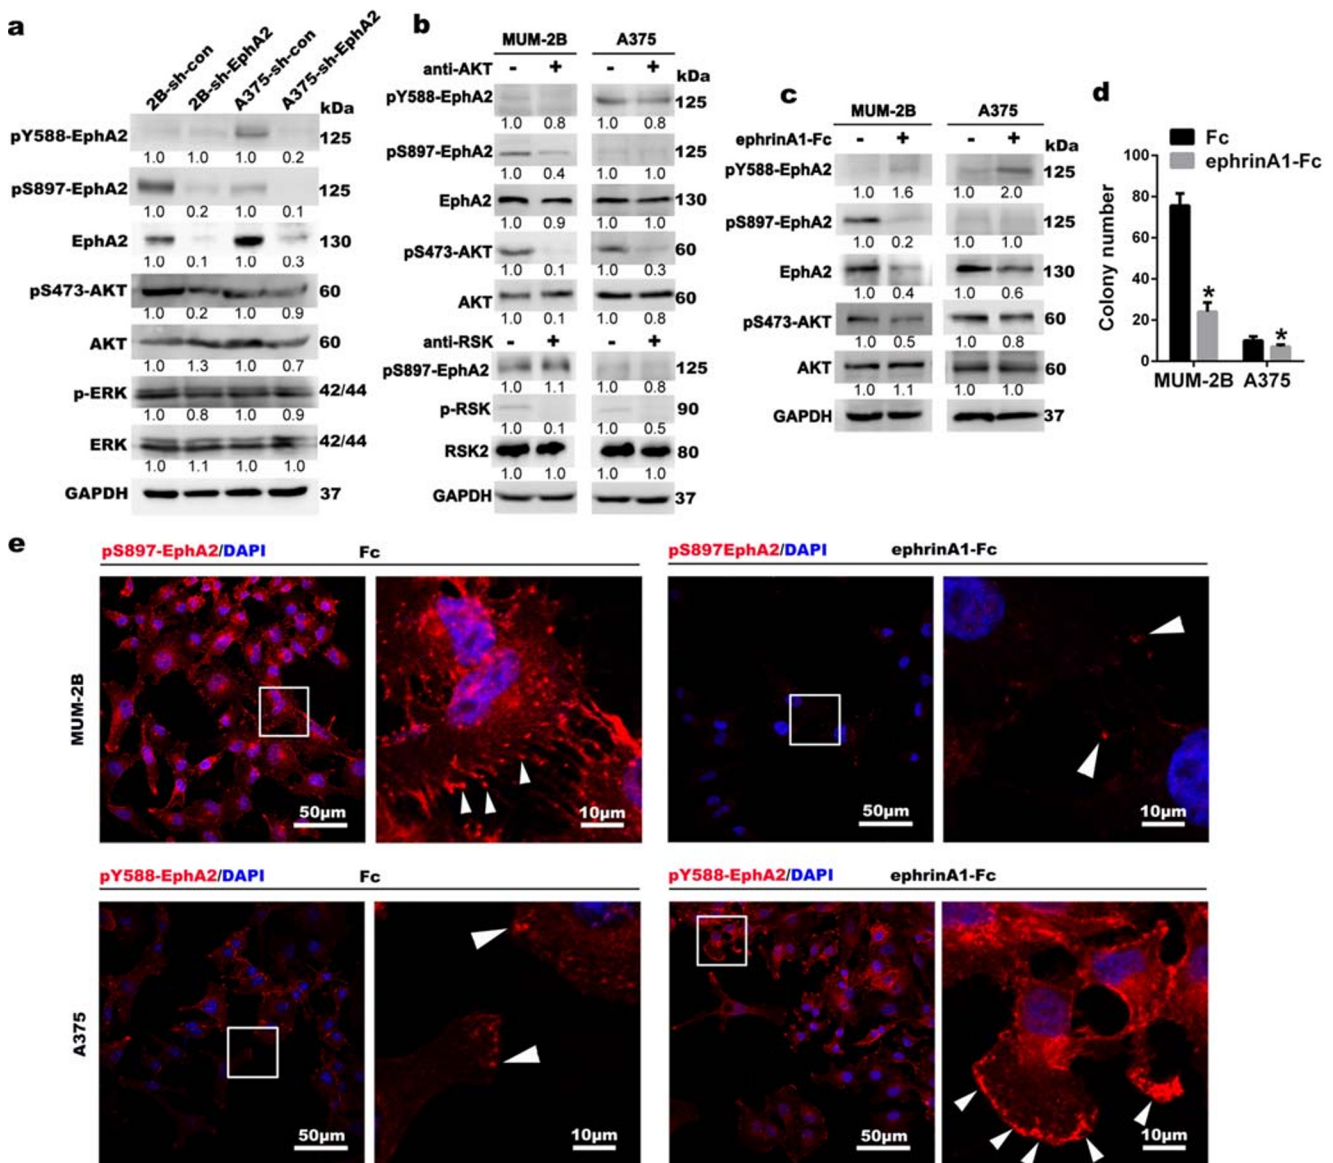 a
2B-sh-con
2B-sh-EphA2
A375-sh-con
A375-sh-EphA2
kDa
pY588-EphA2 125
1.0 1.0 1.0 0.2
pS897-EphA2 125
1.0 0.2 1.0 0.1
EphA2 130
1.0 0.1 1.0 0.3
pS473-AKT 60
1.0 0.2 1.0 0.9
AKT 60
1.0 1.3 1.0 0.7
p-ERK 42/44
1.0 0.8 1.0 0.9
ERK 42/44
1.0 1.1 1.0 1.0
GAPDH 37
b
MUM-2B A375
anti-AKT - + - + kDa
pY588-EphA2 125
1.0 0.8 1.0 0.8
pS897-EphA2 125
1.0 0.4 1.0 1.0
EphA2 130
1.0 0.9 1.0 1.0
pS473-AKT 60
1.0 0.1 1.0 0.3
AKT 60
1.0 0.1 1.0 0.8
anti-RSK - + - +
pS897-EphA2 125
1.0 1.1 1.0 0.8
p-RSK 90
1.0 0.1 1.0 0.5
RSK2 80
1.0 1.0 1.0 1.0
GAPDH 37
c
MUM-2B A375
ephrinA1-Fc - + - + kDa
pY588-EphA2 125
1.0 1.6 1.0 2.0
pS897-EphA2 125
1.0 0.2 1.0 1.0
EphA2 130
1.0 0.4 1.0 0.6
pS473-AKT 60
1.0 0.5 1.0 0.8
AKT 60
1.0 1.1 1.0 1.0
GAPDH 37
d
Fc
ephrinA1-Fc
Colony number
100
80
60
40
20
0
* *
MUM-2B A375
e
pS897-EphA2/DAPI Fc pS897EphA2/DAPI ephrinA1-Fc
MUM-2B
50μm 10μm 50μm 10μm
pY588-EphA2/DAPI Fc pY588-EphA2/DAPI ephrinA1-Fc
A375
50μm 10μm 50μm 10μm